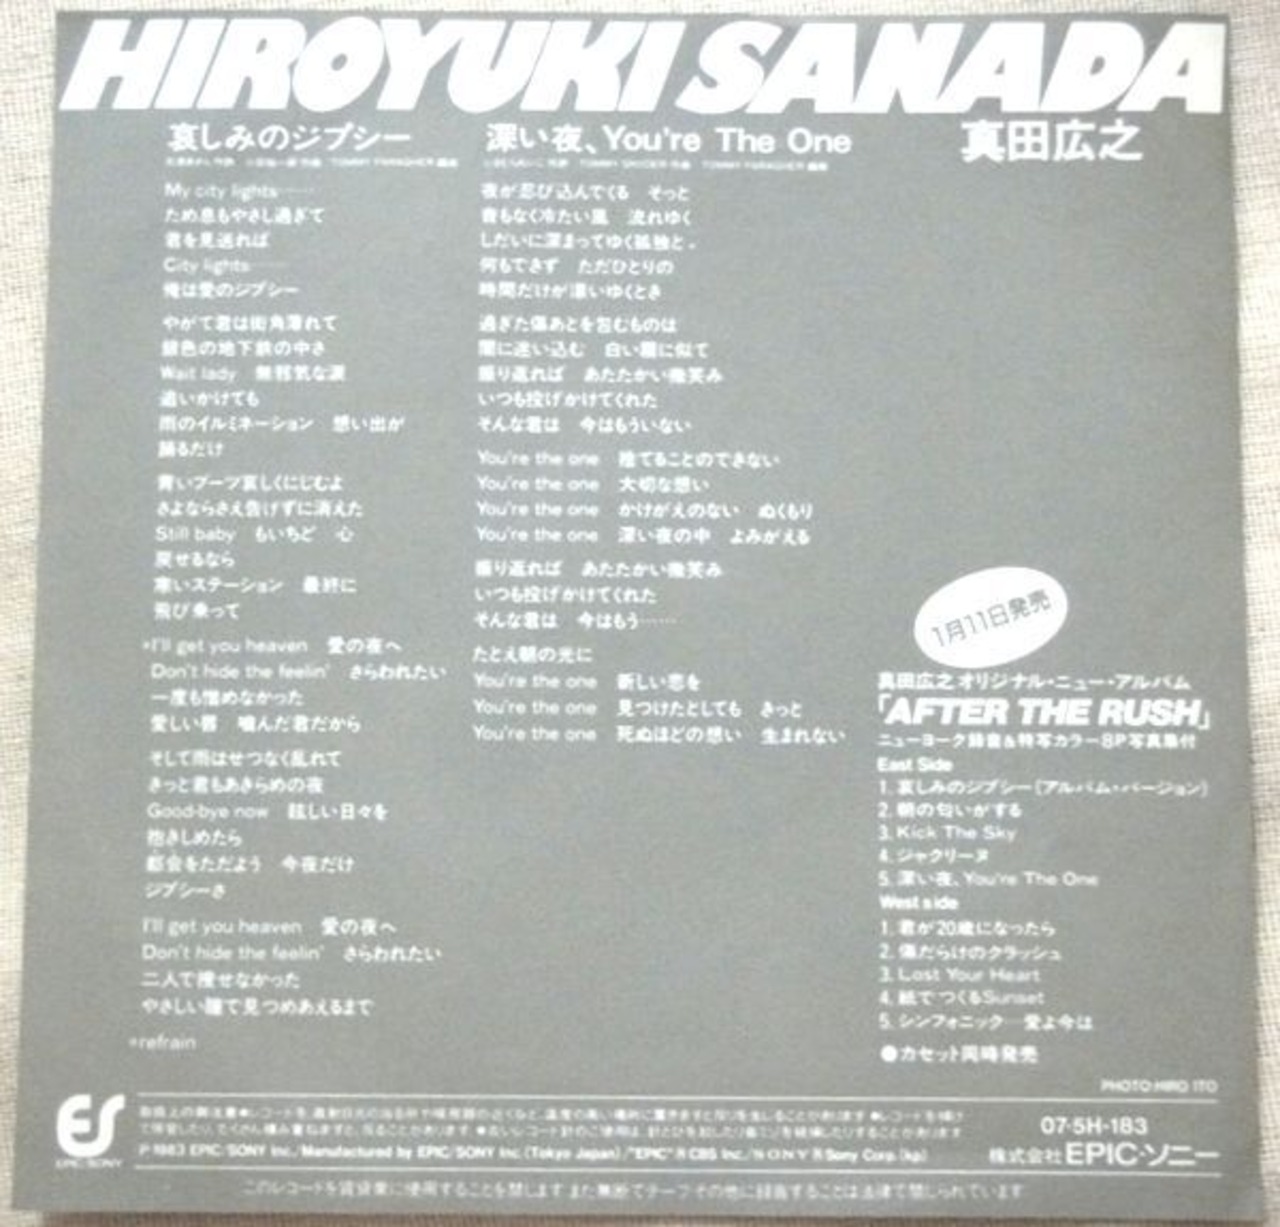 HIROYUKI SANADA
哀しみのジプシー
My city lights……
ため息もやさし過ぎて
君を見送れば
City lights……
俺は愛のジプシー
やがて君は街角濡れて
銀色の地下鉄の中さ
Wait lady 無邪気な涙
追いかけても
雨のイルミネーション 想い出が
踊るだけ
青いブーツ哀しくにじむよ
さよならさえ告げずに消えた
Still baby もいちど 心
戻せるなら
寒いステーション 最終に
飛び乗って
*I'll get you heaven 愛の夜へ
Don't hide the feelin' さらわれたい
一度も憎めなかった
愛しい唇 噛んだ君だから
そして雨はせつなく乱れて
きっと君もあきらめの夜
Good-bye now 眩しい日々を
抱きしめたら
都会をただよう 今夜だけ
ジプシーさ
I'll get you heaven 愛の夜へ
Don't hide the feelin' さらわれたい
二人で捜せなかった
やさしい瞳で見つめあえるまで
*refrain
深い夜、You're The One
夜が忍び込んでくる そっと
音もなく冷たい風 流れゆく
しだいに深まってゆく孤独と。
何もできず ただひとりの
時間だけが漂いゆくとき
過ぎた傷あとを包むものは
闇に迷い込む 白い霧に似て
振り返れば あたたかい微笑み
いつも投げかけてくれた
そんな君は 今はもういない
You're the one 捨てることのできない
You're the one 大切な想い
You're the one かけがえのない ぬくもり
You're the one 深い夜の中 よみがえる
振り返れば あたたかい微笑み
いつも投げかけてくれた
そんな君は 今はもう……
たとえ朝の光に
You're the one 新しい恋を
You're the one 見つけたとしても きっと
You're the one 死ぬほどの想い 生まれない
真田広之
1月11日発売
真田広之オリジナル・ニュー・アルバム
「AFTER THE RUSH」
ニューヨーク録音&特写カラー8P写真集付
East Side
1. 哀しみのジプシー(アルバム・バージョン)
2. 朝の匂いがする
3. Kick The Sky
4. ジャクリーヌ
5. 深い夜、You're The One
West side
1. 君が20歳になったら
2. 傷だらけのクラッシュ
3. Lost Your Heart
4. 紙でつくるSunset
5. シンフォニック 愛よ今は
●カセット同時発売
PHOTO:HIRO ITO
EPIC/SONY
P 1983 EPIC/SONY Inc./Manufactured by EPIC/SONY Inc.(Tokyo Japan)/"EPIC" ® CBS Inc./SONY ® Sony Corp.(kp)
07·5H-183
株式会社EPIC・ソニー
このレコードを賃貸業に使用することを禁じます また無断でテープその他に録音することは法律で禁じられています